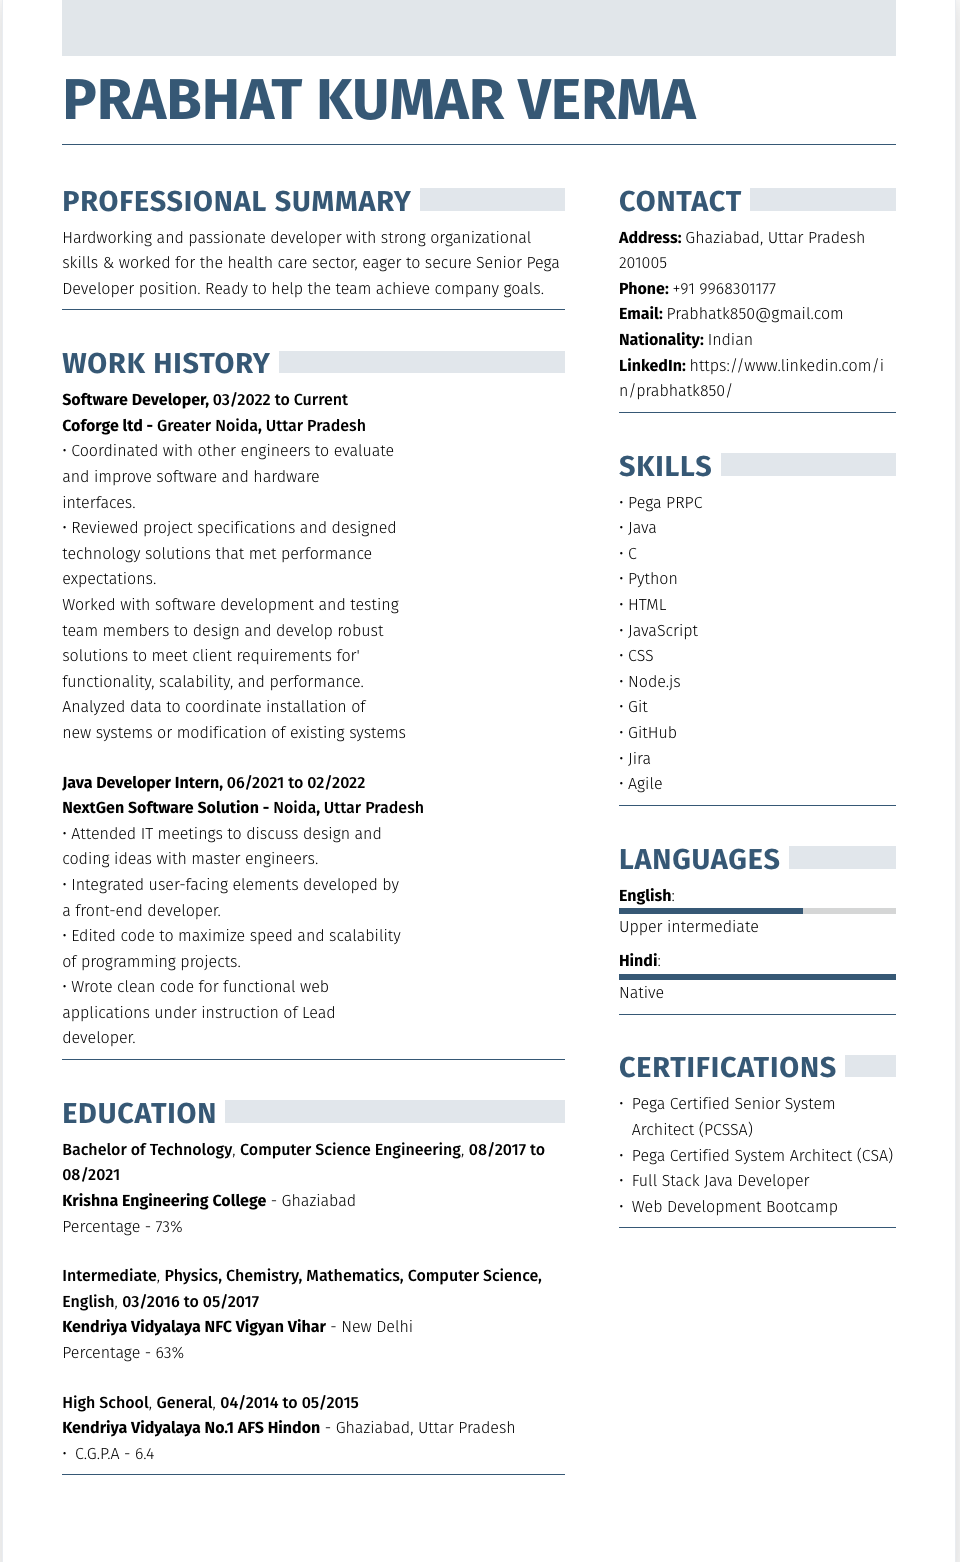 PRABHAT KUMAR VERMA
PROFESSIONAL SUMMARY
Hardworking and passionate developer with strong organizational
skills & worked for the health care sector, eager to secure Senior Pega
Developer position. Ready to help the team achieve company goals.
WORK HISTORY
Software Developer, 03/2022 to Current
Coforge ltd - Greater Noida, Uttar Pradesh
• Coordinated with other engineers to evaluate
and improve software and hardware
interfaces.
• Reviewed project specifications and designed
technology solutions that met performance
expectations.
Worked with software development and testing
team members to design and develop robust
solutions to meet client requirements for'
functionality, scalability, and performance.
Analyzed data to coordinate installation of
new systems or modification of existing systems
Java Developer Intern, 06/2021 to 02/2022
NextGen Software Solution - Noida, Uttar Pradesh
• Attended IT meetings to discuss design and
coding ideas with master engineers.
• Integrated user-facing elements developed by
a front-end developer.
• Edited code to maximize speed and scalability
of programming projects.
• Wrote clean code for functional web
applications under instruction of Lead
developer.
EDUCATION
Bachelor of Technology, Computer Science Engineering, 08/2017 to
08/2021
Krishna Engineering College - Ghaziabad
Percentage - 73%
Intermediate, Physics, Chemistry, Mathematics, Computer Science,
English, 03/2016 to 05/2017
Kendriya Vidyalaya NFC Vigyan Vihar - New Delhi
Percentage - 63%
High School, General, 04/2014 to 05/2015
Kendriya Vidyalaya No.1 AFS Hindon - Ghaziabad, Uttar Pradesh
• C.G.P.A - 6.4
CONTACT
Address: Ghaziabad, Uttar Pradesh
201005
Phone: +91 9968301177
Email: Prabhatk850@gmail.com
Nationality: Indian
LinkedIn: https://www.linkedin.com/i
n/prabhatk850/
SKILLS
• Pega PRPC
• Java
• C
• Python
• HTML
• JavaScript
• CSS
• Node.js
• Git
• GitHub
• Jira
• Agile
LANGUAGES
English:
Upper intermediate
Hindi:
Native
CERTIFICATIONS
• Pega Certified Senior System
Architect (PCSSA)
• Pega Certified System Architect (CSA)
• Full Stack Java Developer
• Web Development Bootcamp